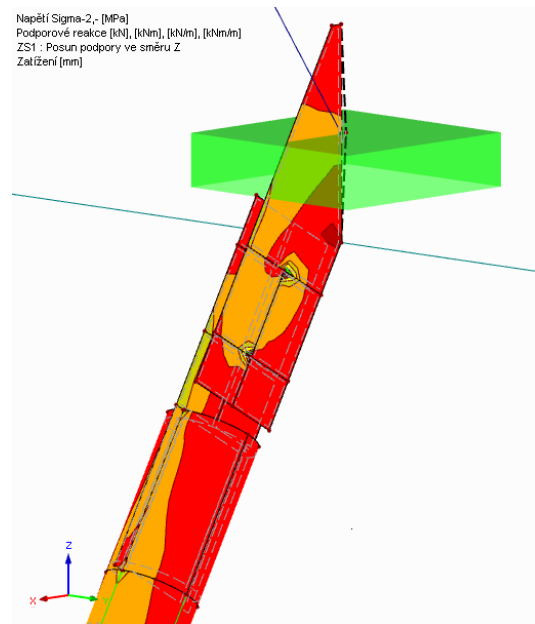 Napětí Sigma-2,- [MPa]
Podporové reakce [kN], [kNm], [kN/m], [kNm/m]
ZS1 : Posun podpory ve směru Z
Zatížení [mm]
Z
X
Y